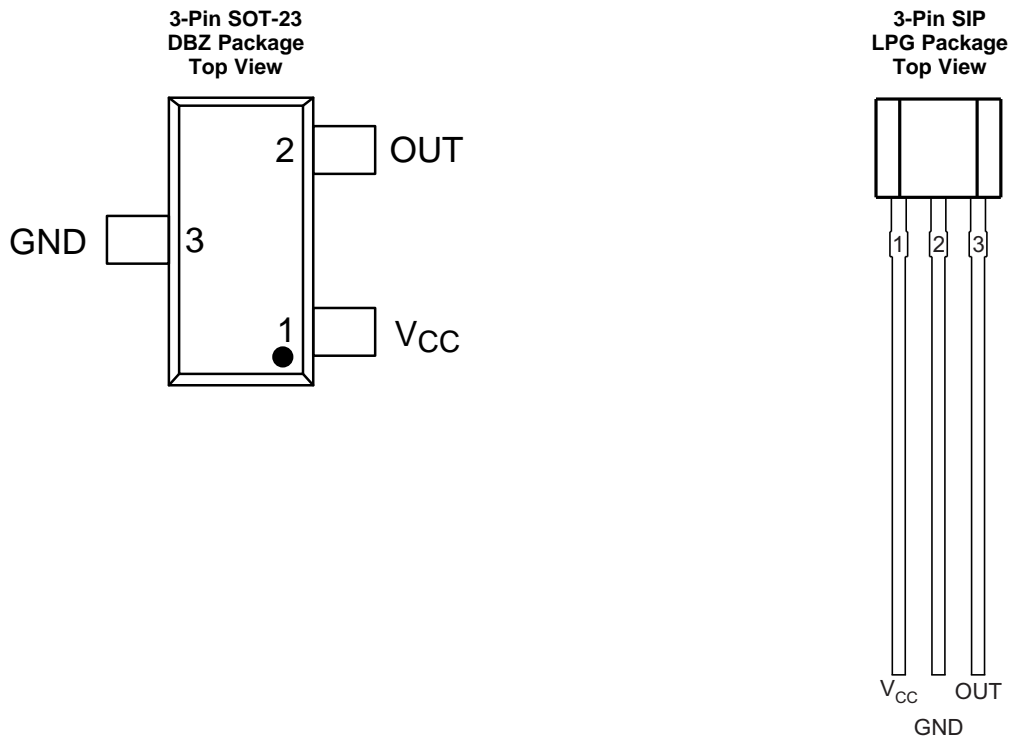 3-Pin SOT-23
DBZ Package
Top View
2
OUT
GND
3
1
VCC
3-Pin SIP
LPG Package
Top View
1
2
3
VCC
OUT
GND